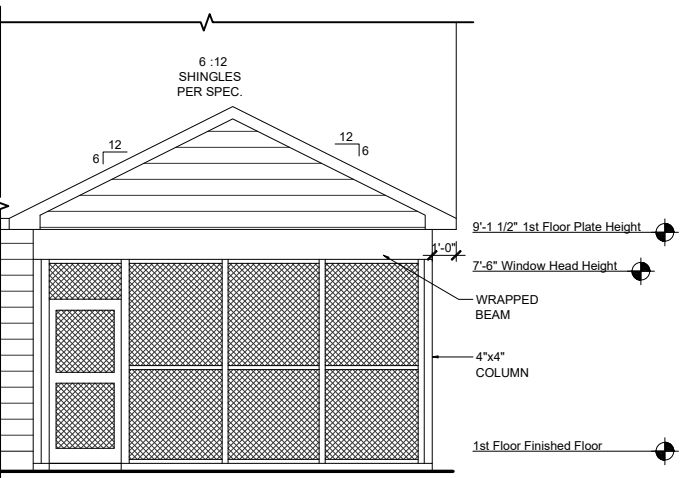 6 :12
SHINGLES
PER SPEC.
12
6
12
6
9'-1 1/2" 1st Floor Plate Height
1'-0"
7'-6" Window Head Height
WRAPPED
BEAM
4"x4"
COLUMN
1st Floor Finished Floor